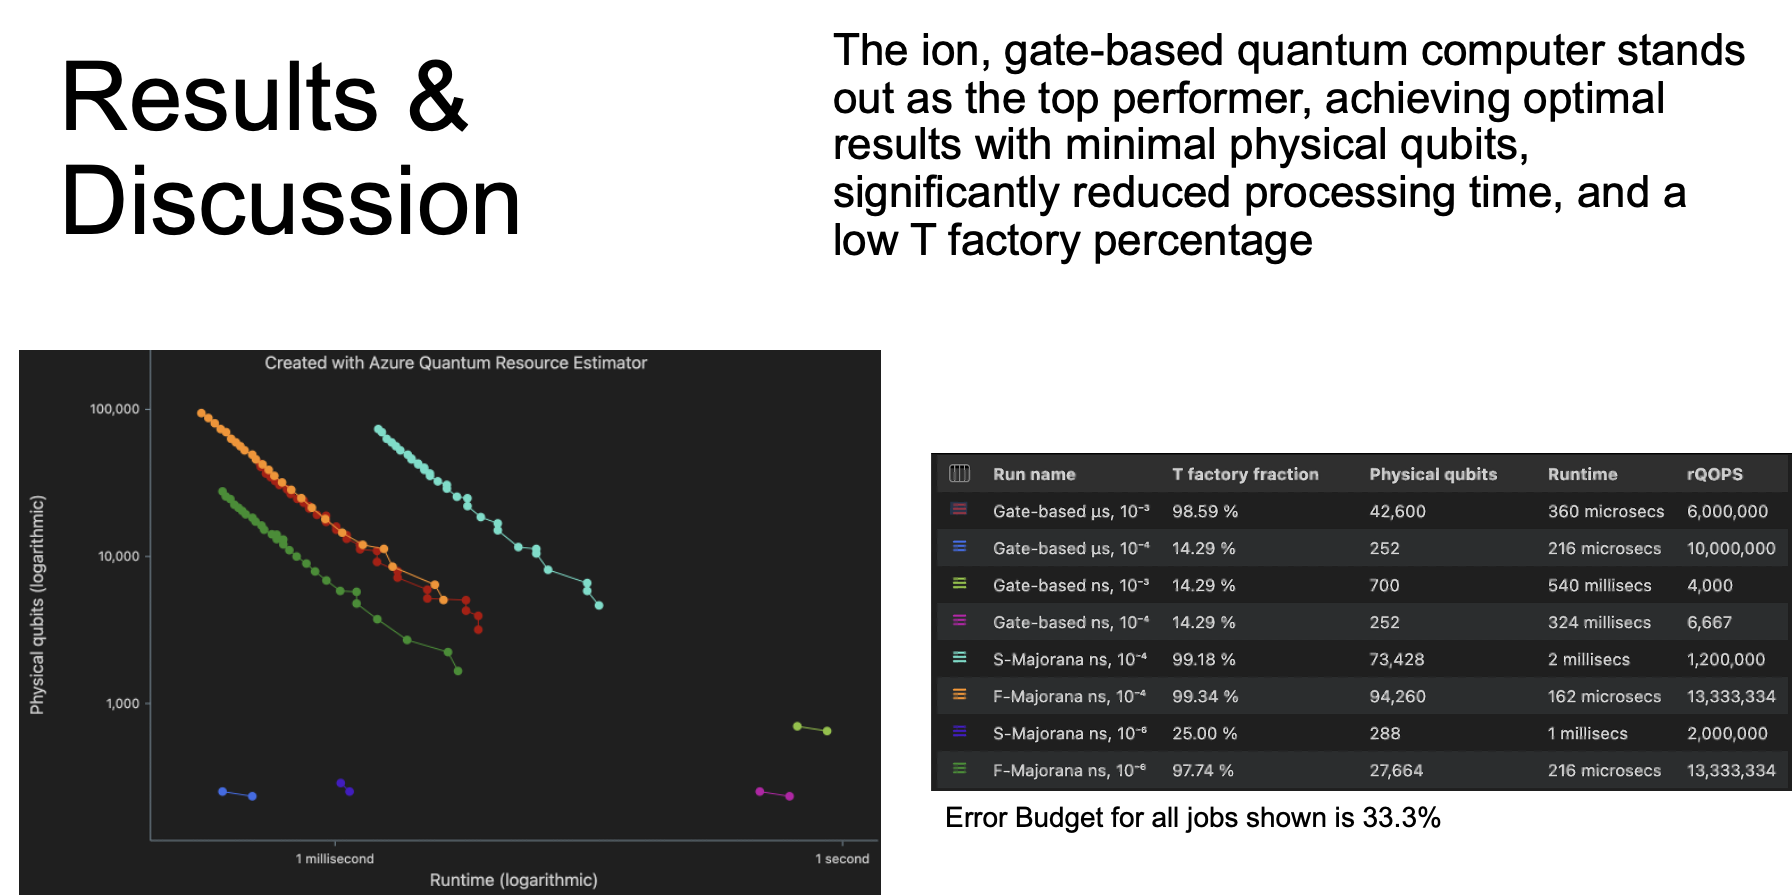 Results &
Discussion
The ion, gate-based quantum computer stands
out as the top performer, achieving optimal
results with minimal physical qubits,
significantly reduced processing time, and a
low T factory percentage
Created with Azure Quantum Resource Estimator
Physical qubits (logarithmic)
100,000
10,000
1,000
1 millisecond
1 second
Runtime (logarithmic)
Run name T factory fraction Physical qubits Runtime rQOPS
Gate-based µs, 10⁻³ 98.59 % 42,600 360 microsecs 6,000,000
Gate-based µs, 10⁻⁴ 14.29 % 252 216 microsecs 10,000,000
Gate-based ns, 10⁻³ 14.29 % 700 540 millisecs 4,000
Gate-based ns, 10⁻⁴ 14.29 % 252 324 millisecs 6,667
S-Majorana ns, 10⁻⁴ 99.18 % 73,428 2 millisecs 1,200,000
F-Majorana ns, 10⁻⁴ 99.34 % 94,260 162 microsecs 13,333,334
S-Majorana ns, 10⁻⁶ 25.00 % 288 1 millisecs 2,000,000
F-Majorana ns, 10⁻⁶ 97.74 % 27,664 216 microsecs 13,333,334
Error Budget for all jobs shown is 33.3%